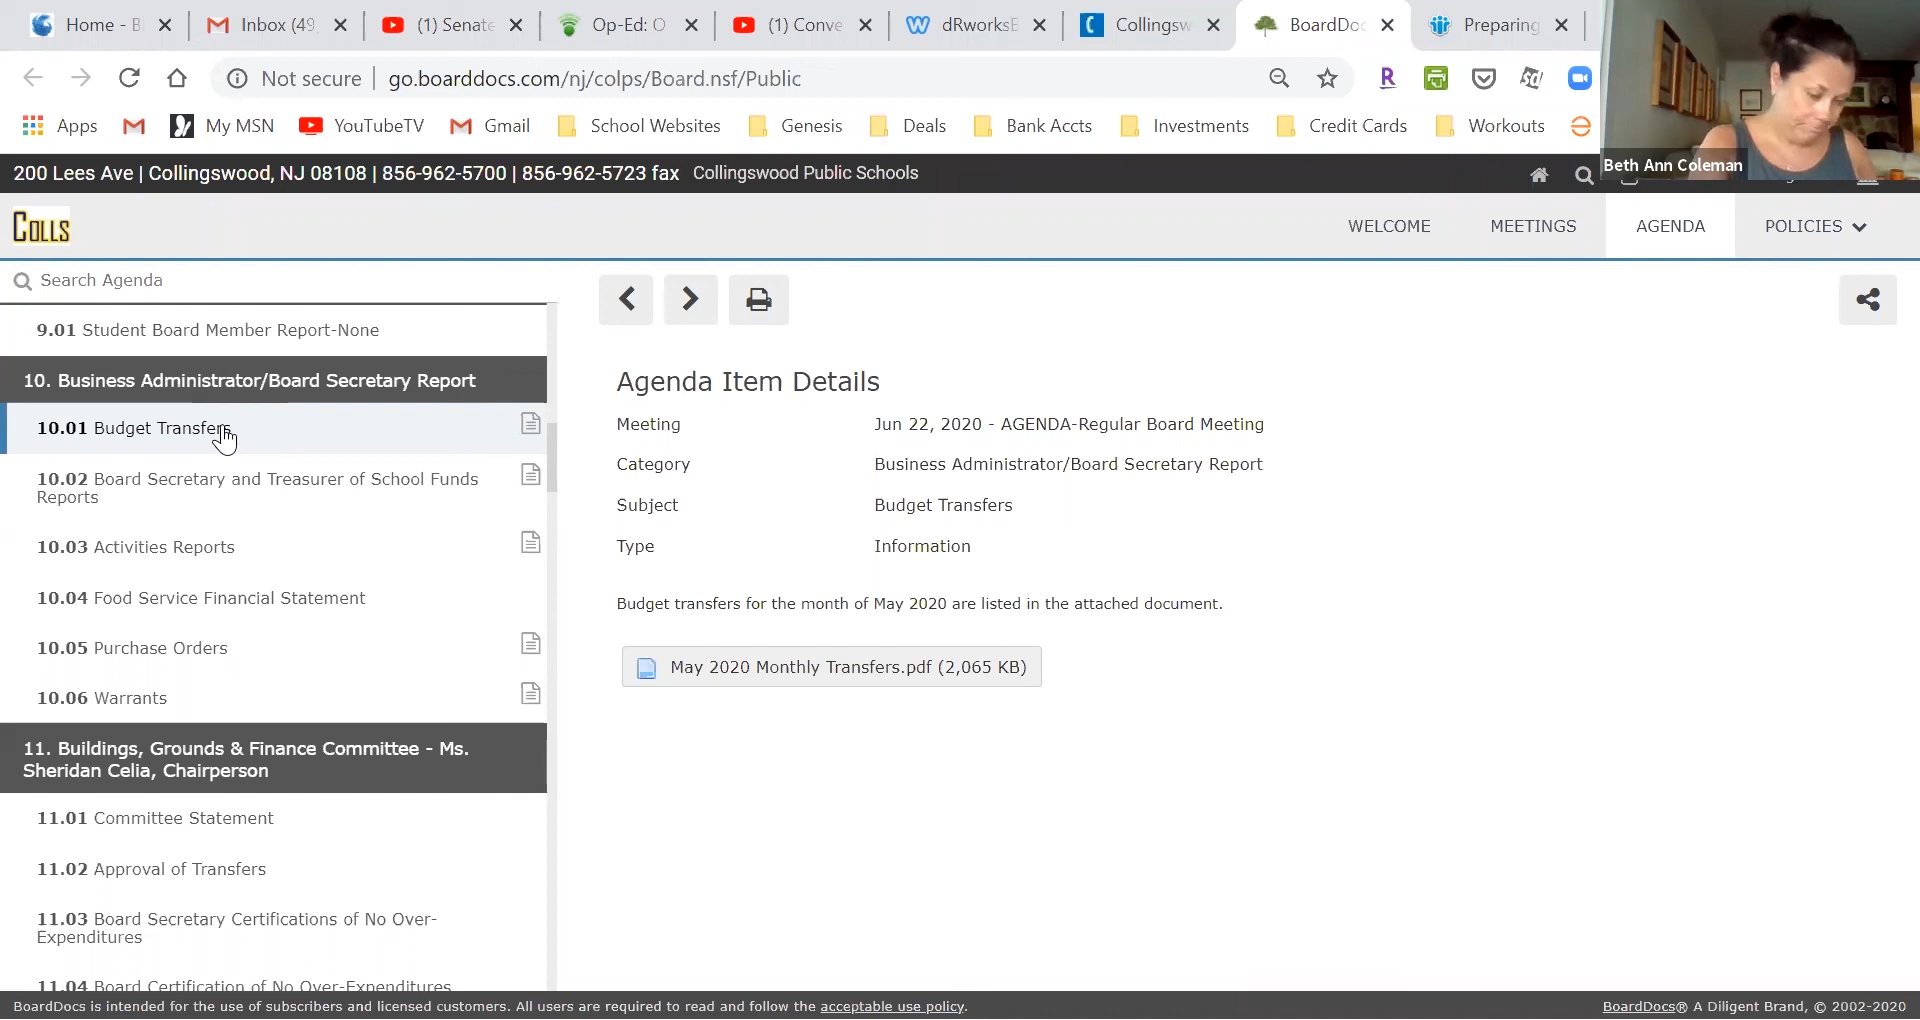 Home - B
Inbox (49,
(1) Senate
Op-Ed: O
(1) Conve
dRworksB
Collingsw
BoardDoc
Preparing
Not secure
go.boarddocs.com/nj/colps/Board.nsf/Public
Apps
My MSN
YouTubeTV
Gmail
School Websites
Genesis
Deals
Bank Accts
Investments
Credit Cards
Workouts
Beth Ann Coleman
200 Lees Ave | Collingswood, NJ 08108 | 856-962-5700 | 856-962-5723 fax
Collingswood Public Schools
COLLS
WELCOME
MEETINGS
AGENDA
POLICIES
Search Agenda
9.01 Student Board Member Report-None
10. Business Administrator/Board Secretary Report
10.01 Budget Transfers
10.02 Board Secretary and Treasurer of School Funds
Reports
10.03 Activities Reports
10.04 Food Service Financial Statement
10.05 Purchase Orders
10.06 Warrants
11. Buildings, Grounds & Finance Committee - Ms.
Sheridan Celia, Chairperson
11.01 Committee Statement
11.02 Approval of Transfers
11.03 Board Secretary Certifications of No Over-
Expenditures
11.04 Board Certification of No Over-Expenditures
Agenda Item Details
Meeting
Jun 22, 2020 - AGENDA-Regular Board Meeting
Category
Business Administrator/Board Secretary Report
Subject
Budget Transfers
Type
Information
Budget transfers for the month of May 2020 are listed in the attached document.
May 2020 Monthly Transfers.pdf (2,065 KB)
BoardDocs is intended for the use of subscribers and licensed customers. All users are required to read and follow the acceptable use policy.
BoardDocs® A Diligent Brand, © 2002-2020